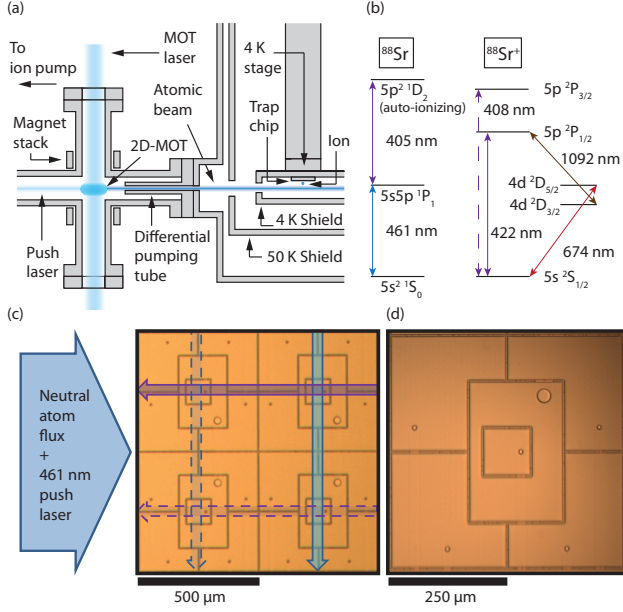 (a)
To
ion pump
MOT
laser
Magnet
stack
2D-MOT
Atomic
beam
4 K
stage
Trap
chip
Ion
Push
laser
Differential
pumping
tube
4 K Shield
50 K Shield
(b)
⁸⁸Sr
⁸⁸Sr⁺
5p² ¹D₂
(auto-ionizing)
405 nm
5s5p ¹P₁
461 nm
5s² ¹S₀
5p ²P₃/₂
408 nm
5p ²P₁/₂
1092 nm
4d ²D₅/₂
4d ²D₃/₂
422 nm
674 nm
5s ²S₁/₂
(c)
Neutral
atom
flux
+
461 nm
push
laser
500 µm
(d)
250 µm